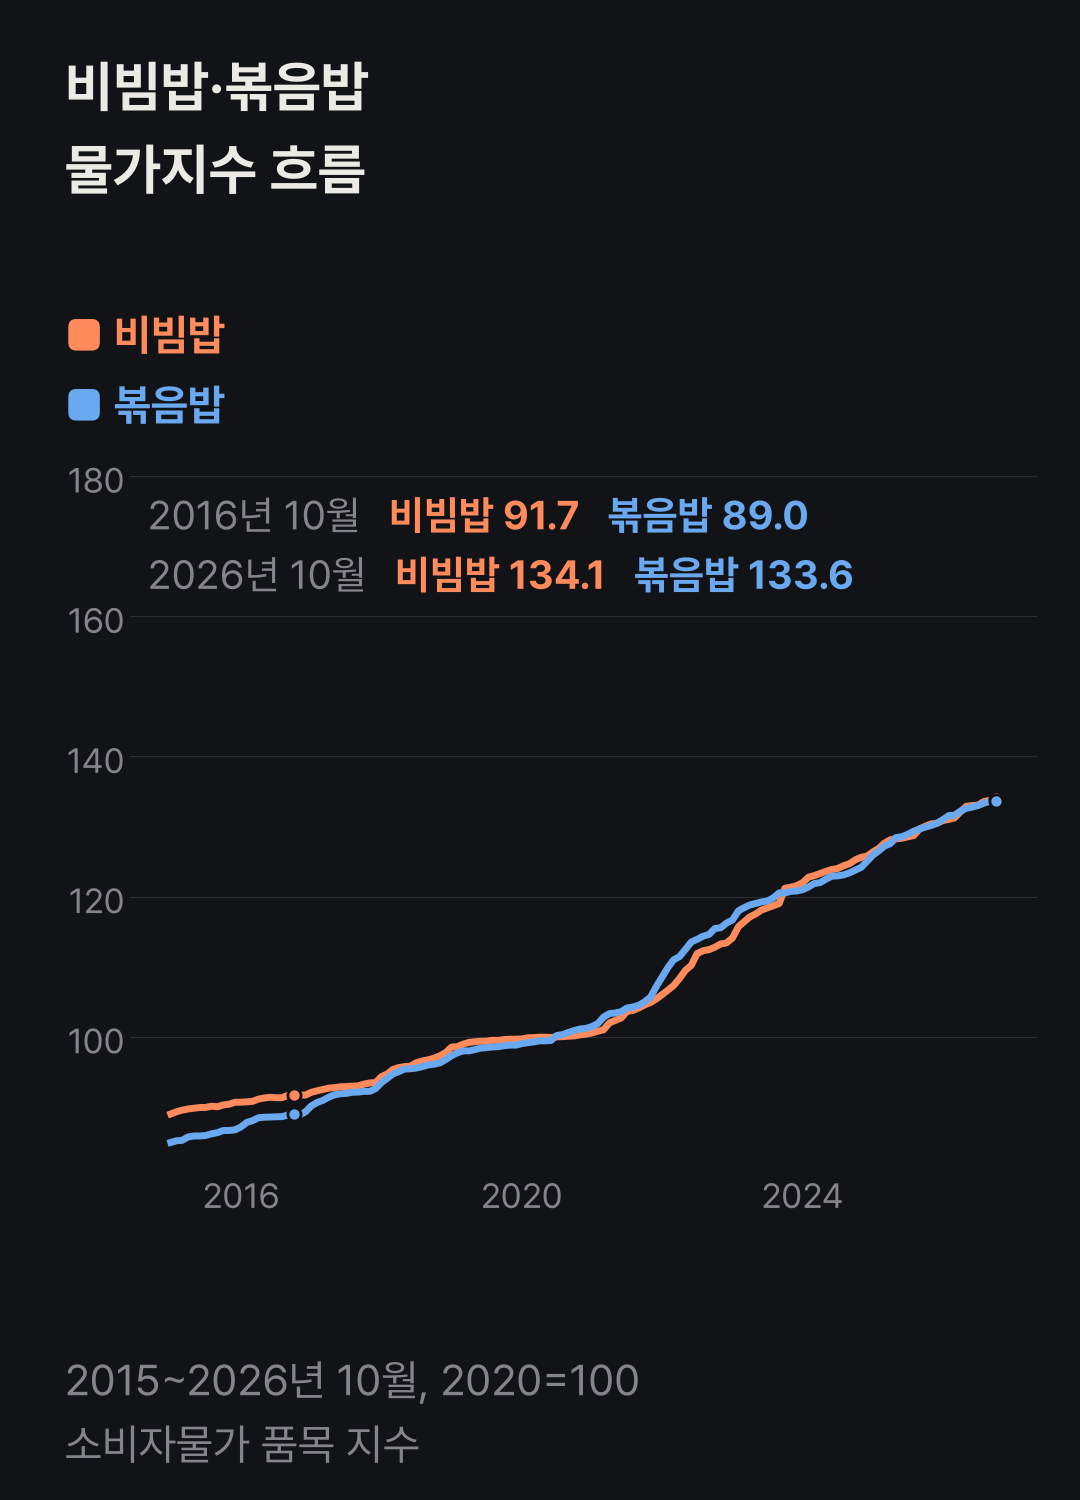 비빔밥·볶음밥
물가지수 흐름
비빔밥
볶음밥
180
2016년 10월 비빔밥 91.7 볶음밥 89.0
2026년 10월 비빔밥 134.1 볶음밥 133.6
160
140
120
100
2016 2020 2024
2015~2026년 10월, 2020=100
소비자물가 품목 지수